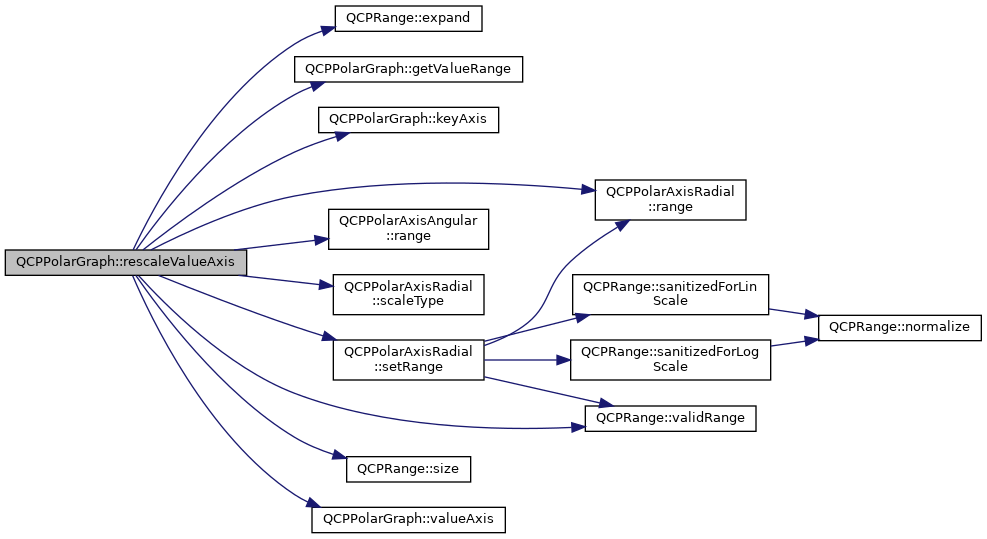 QCPRange::expand
QCPPolarGraph::getValueRange
QCPPolarGraph::keyAxis
QCPPolarAxisRadial
::range
QCPPolarAxisAngular
::range
QCPPolarGraph::rescaleValueAxis
QCPPolarAxisRadial
::scaleType
QCPRange::sanitizedForLin
Scale
QCPRange::normalize
QCPPolarAxisRadial
::setRange
QCPRange::sanitizedForLog
Scale
QCPRange::validRange
QCPRange::size
QCPPolarGraph::valueAxis